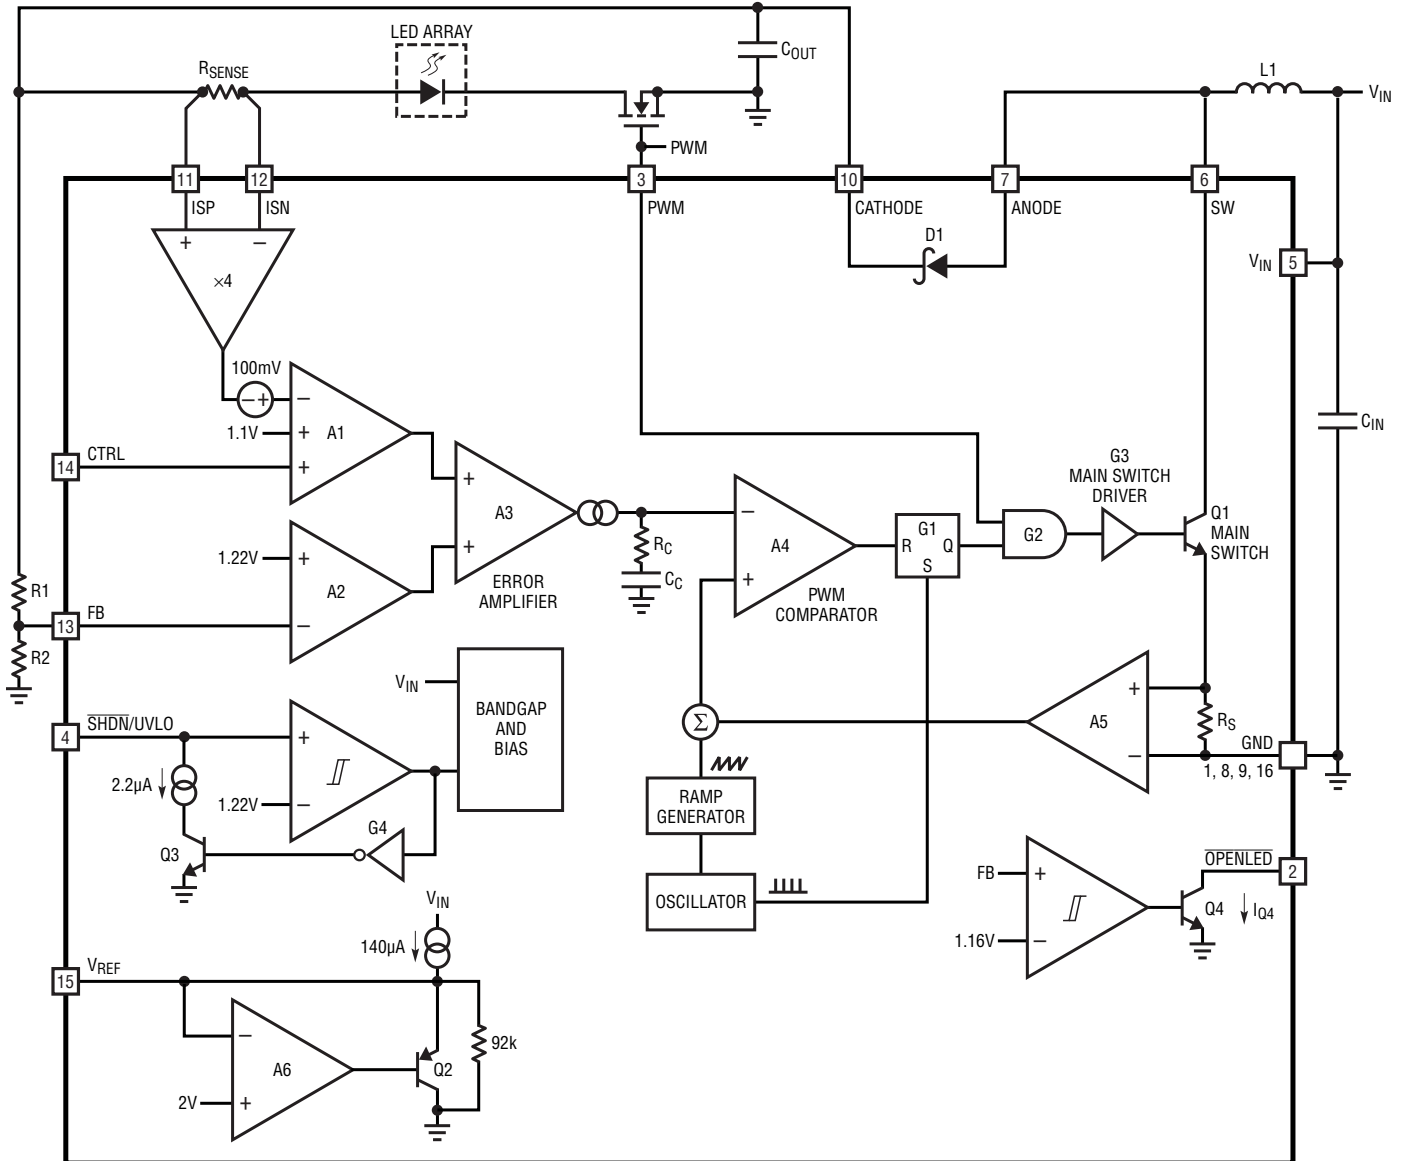 LED ARRAY
COUT
RSENSE
L1
VIN
PWM
11
12
3
10
7
6
ISP
ISN
PWM
CATHODE
ANODE
SW
+
−
D1
VIN
5
×4
100mV
− +
−
1.1V
+
A1
CTRL
14
+
CIN
G3
MAIN SWITCH
DRIVER
+
A3
−
G1
R
Q
S
G2
Q1
MAIN
SWITCH
A4
RC
1.22V
+
+
CC
+
A2
ERROR
AMPLIFIER
PWM
COMPARATOR
R1
FB
13
−
R2
VIN
BANDGAP
AND
BIAS
+
A5
RS
−
GND
1, 8, 9, 16
SHDN/UVLO
4
+
Σ
2.2µA
1.22V
−
RAMP
GENERATOR
G4
Q3
OSCILLATOR
OPENLED
2
FB
+
Q4
IQ4
1.16V
−
VIN
140µA
VREF
15
−
A6
Q2
92k
2V
+